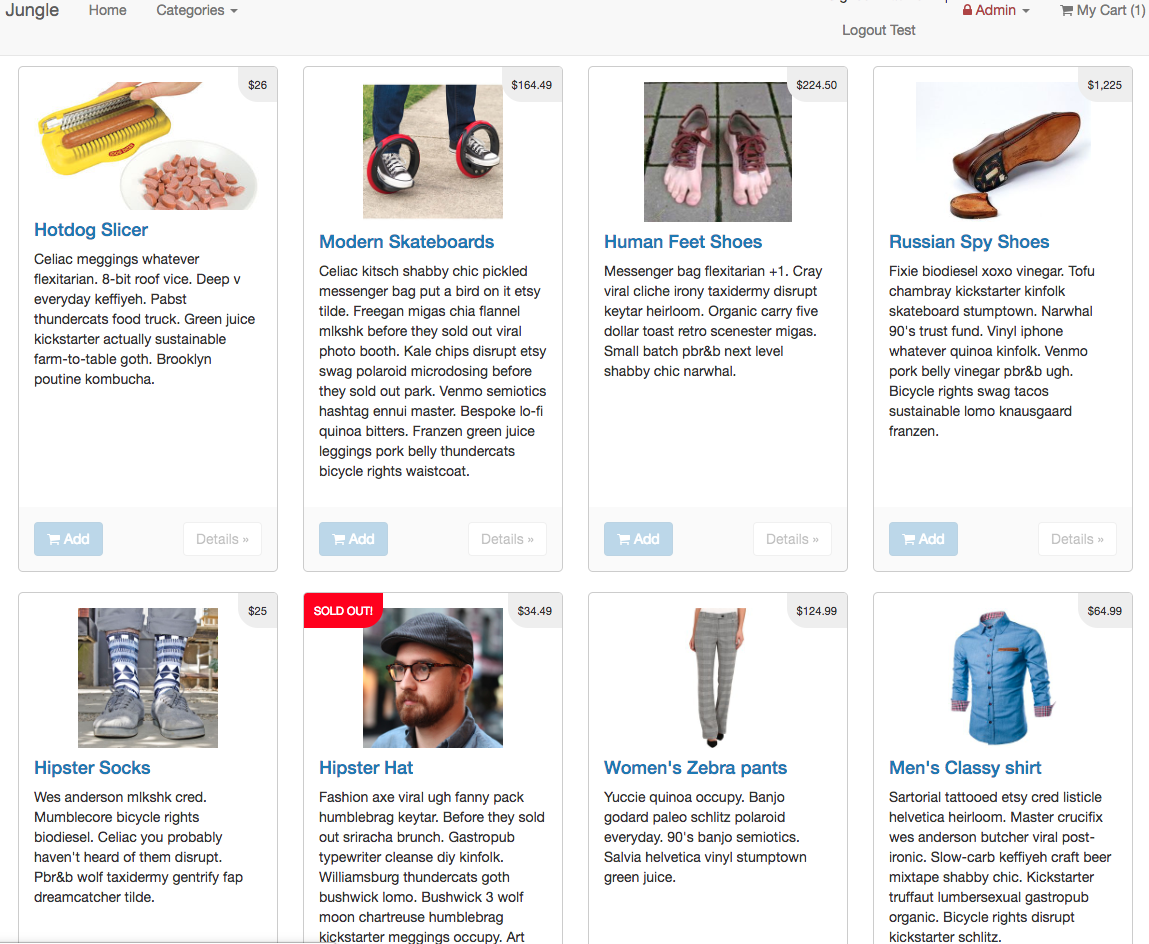 Jungle Home Categories Admin My Cart (1)
Logout Test
$26
Hotdog Slicer
Celiac meggings whatever
flexitarian. 8-bit roof vice. Deep v
everyday keffiyeh. Pabst
thundercats food truck. Green juice
kickstarter actually sustainable
farm-to-table goth. Brooklyn
poutine kombucha.
Add Details »
$164.49
Modern Skateboards
Celiac kitsch shabby chic pickled
messenger bag put a bird on it etsy
tilde. Freegan migas chia flannel
mlkshk before they sold out viral
photo booth. Kale chips disrupt etsy
swag polaroid microdosing before
they sold out park. Venmo semiotics
hashtag ennui master. Bespoke lo-fi
quinoa bitters. Franzen green juice
leggings pork belly thundercats
bicycle rights waistcoat.
Add Details »
$224.50
Human Feet Shoes
Messenger bag flexitarian +1. Cray
viral cliche irony taxidermy disrupt
keytar heirloom. Organic carry five
dollar toast retro scenester migas.
Small batch pbr&b next level
shabby chic narwhal.
Add Details »
$1,225
Russian Spy Shoes
Fixie biodiesel xoxo vinegar. Tofu
chambray kickstarter kinfolk
skateboard stumptown. Narwhal
90's trust fund. Vinyl iphone
whatever quinoa kinfolk. Venmo
pork belly vinegar pbr&b ugh.
Bicycle rights swag tacos
sustainable lomo knausgaard
franzen.
Add Details »
$25
Hipster Socks
Wes anderson mlkshk cred.
Mumblecore bicycle rights
biodiesel. Celiac you probably
haven't heard of them disrupt.
Pbr&b wolf taxidermy gentrify fap
dreamcatcher tilde.
SOLD OUT! $34.49
Hipster Hat
Fashion axe viral ugh fanny pack
humblebrag keytar. Before they sold
out sriracha brunch. Gastropub
typewriter cleanse diy kinfolk.
Williamsburg thundercats goth
bushwick lomo. Bushwick 3 wolf
moon chartreuse humblebrag
kickstarter meggings occupy. Art
$124.99
Women's Zebra pants
Yuccie quinoa occupy. Banjo
godard paleo schlitz polaroid
everyday. 90's banjo semiotics.
Salvia helvetica vinyl stumptown
green juice.
$64.99
Men's Classy shirt
Sartorial tattooed etsy cred listicle
helvetica heirloom. Master crucifix
wes anderson butcher viral post-
ironic. Slow-carb keffiyeh craft beer
mixtape shabby chic. Kickstarter
truffaut lumbersexual gastropub
organic. Bicycle rights disrupt
kickstarter schlitz.